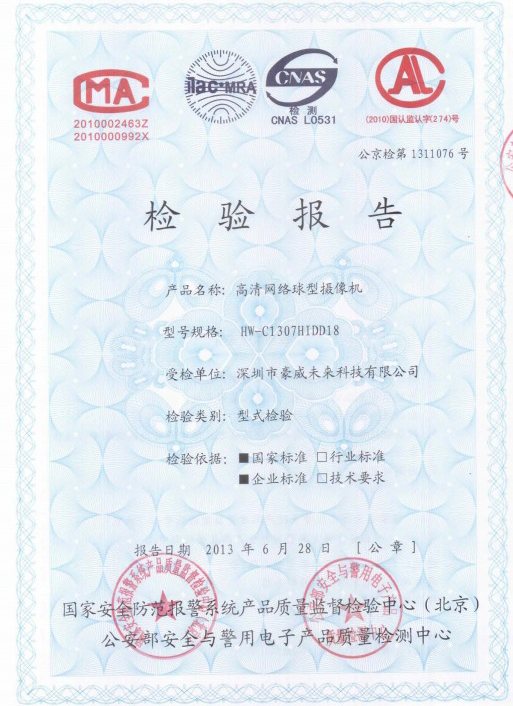 MA
ilac-MRA
CNAS
AL
2010002463Z
2010000992X
检 测
CNAS L0531
(2010)国认监认字(274)号
公京检第 1311076 号
检 验 报 告
产品名称: 高清网络球型摄像机
型号规格: HW-C1307HIDD18
受检单位: 深圳市豪威未来科技有限公司
检验类别: 型式检验
检验依据: ■国家标准 □行业标准
■企业标准 □技术要求
报告日期 2013 年 6 月 28 日 [ 公 章 ]
国家安全防范报警系统产品质量监督检验中心(北京)
公安部安全与警用电子产品质量检测中心